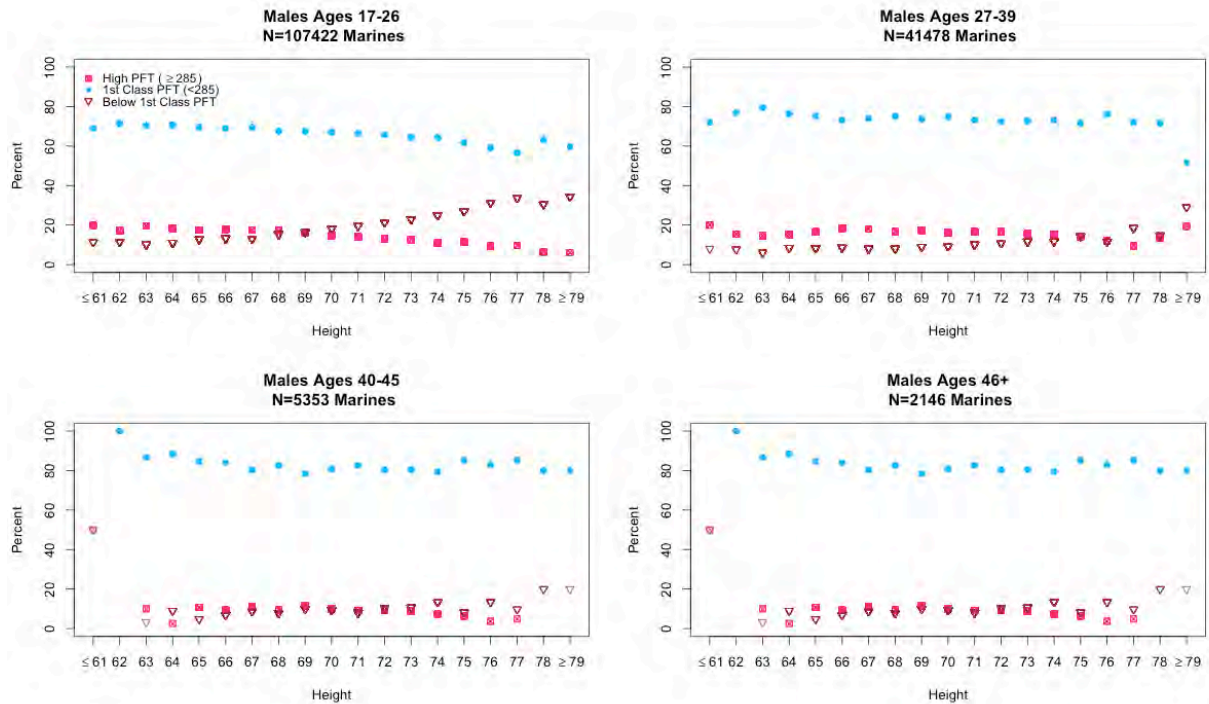 Males Ages 17-26
N=107422 Marines
Percent
100
80
60
40
20
0
High PFT ( ≥ 285)
1st Class PFT (<285)
Below 1st Class PFT
≤ 61 62 63 64 65 66 67 68 69 70 71 72 73 74 75 76 77 78 ≥ 79
Height
Males Ages 27-39
N=41478 Marines
Percent
100
80
60
40
20
0
≤ 61 62 63 64 65 66 67 68 69 70 71 72 73 74 75 76 77 78 ≥ 79
Height
Males Ages 40-45
N=5353 Marines
Percent
100
80
60
40
20
0
≤ 61 62 63 64 65 66 67 68 69 70 71 72 73 74 75 76 77 78 ≥ 79
Height
Males Ages 46+
N=2146 Marines
Percent
100
80
60
40
20
0
≤ 61 62 63 64 65 66 67 68 69 70 71 72 73 74 75 76 77 78 ≥ 79
Height